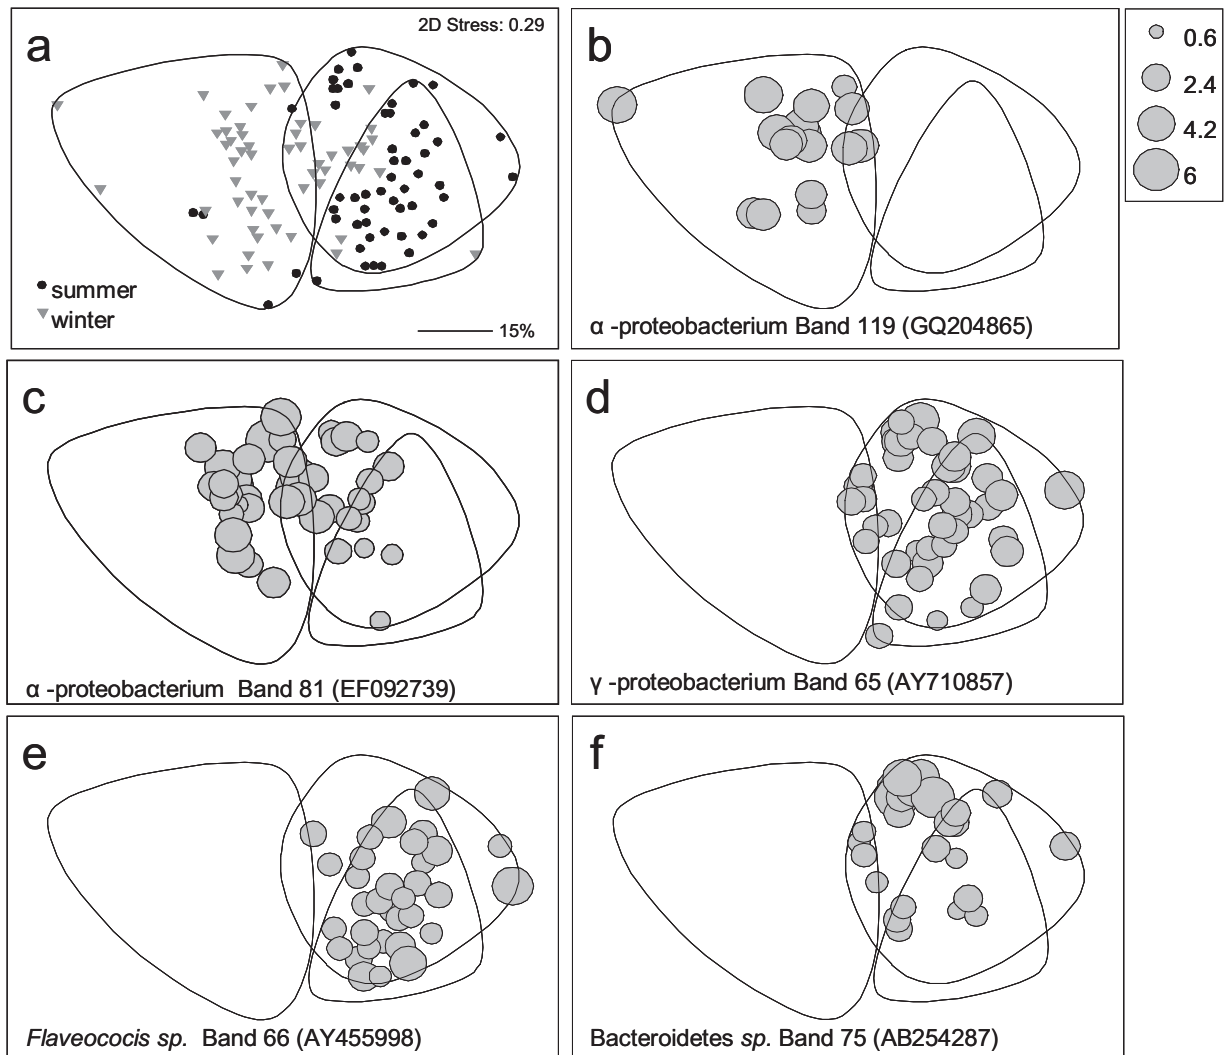 a
2D Stress: 0.29
summer
winter
15%
b
α -proteobacterium Band 119 (GQ204865)
0.6
2.4
4.2
6
c
α -proteobacterium Band 81 (EF092739)
d
γ -proteobacterium Band 65 (AY710857)
e
Flaveococis sp. Band 66 (AY455998)
f
Bacteroidetes sp. Band 75 (AB254287)